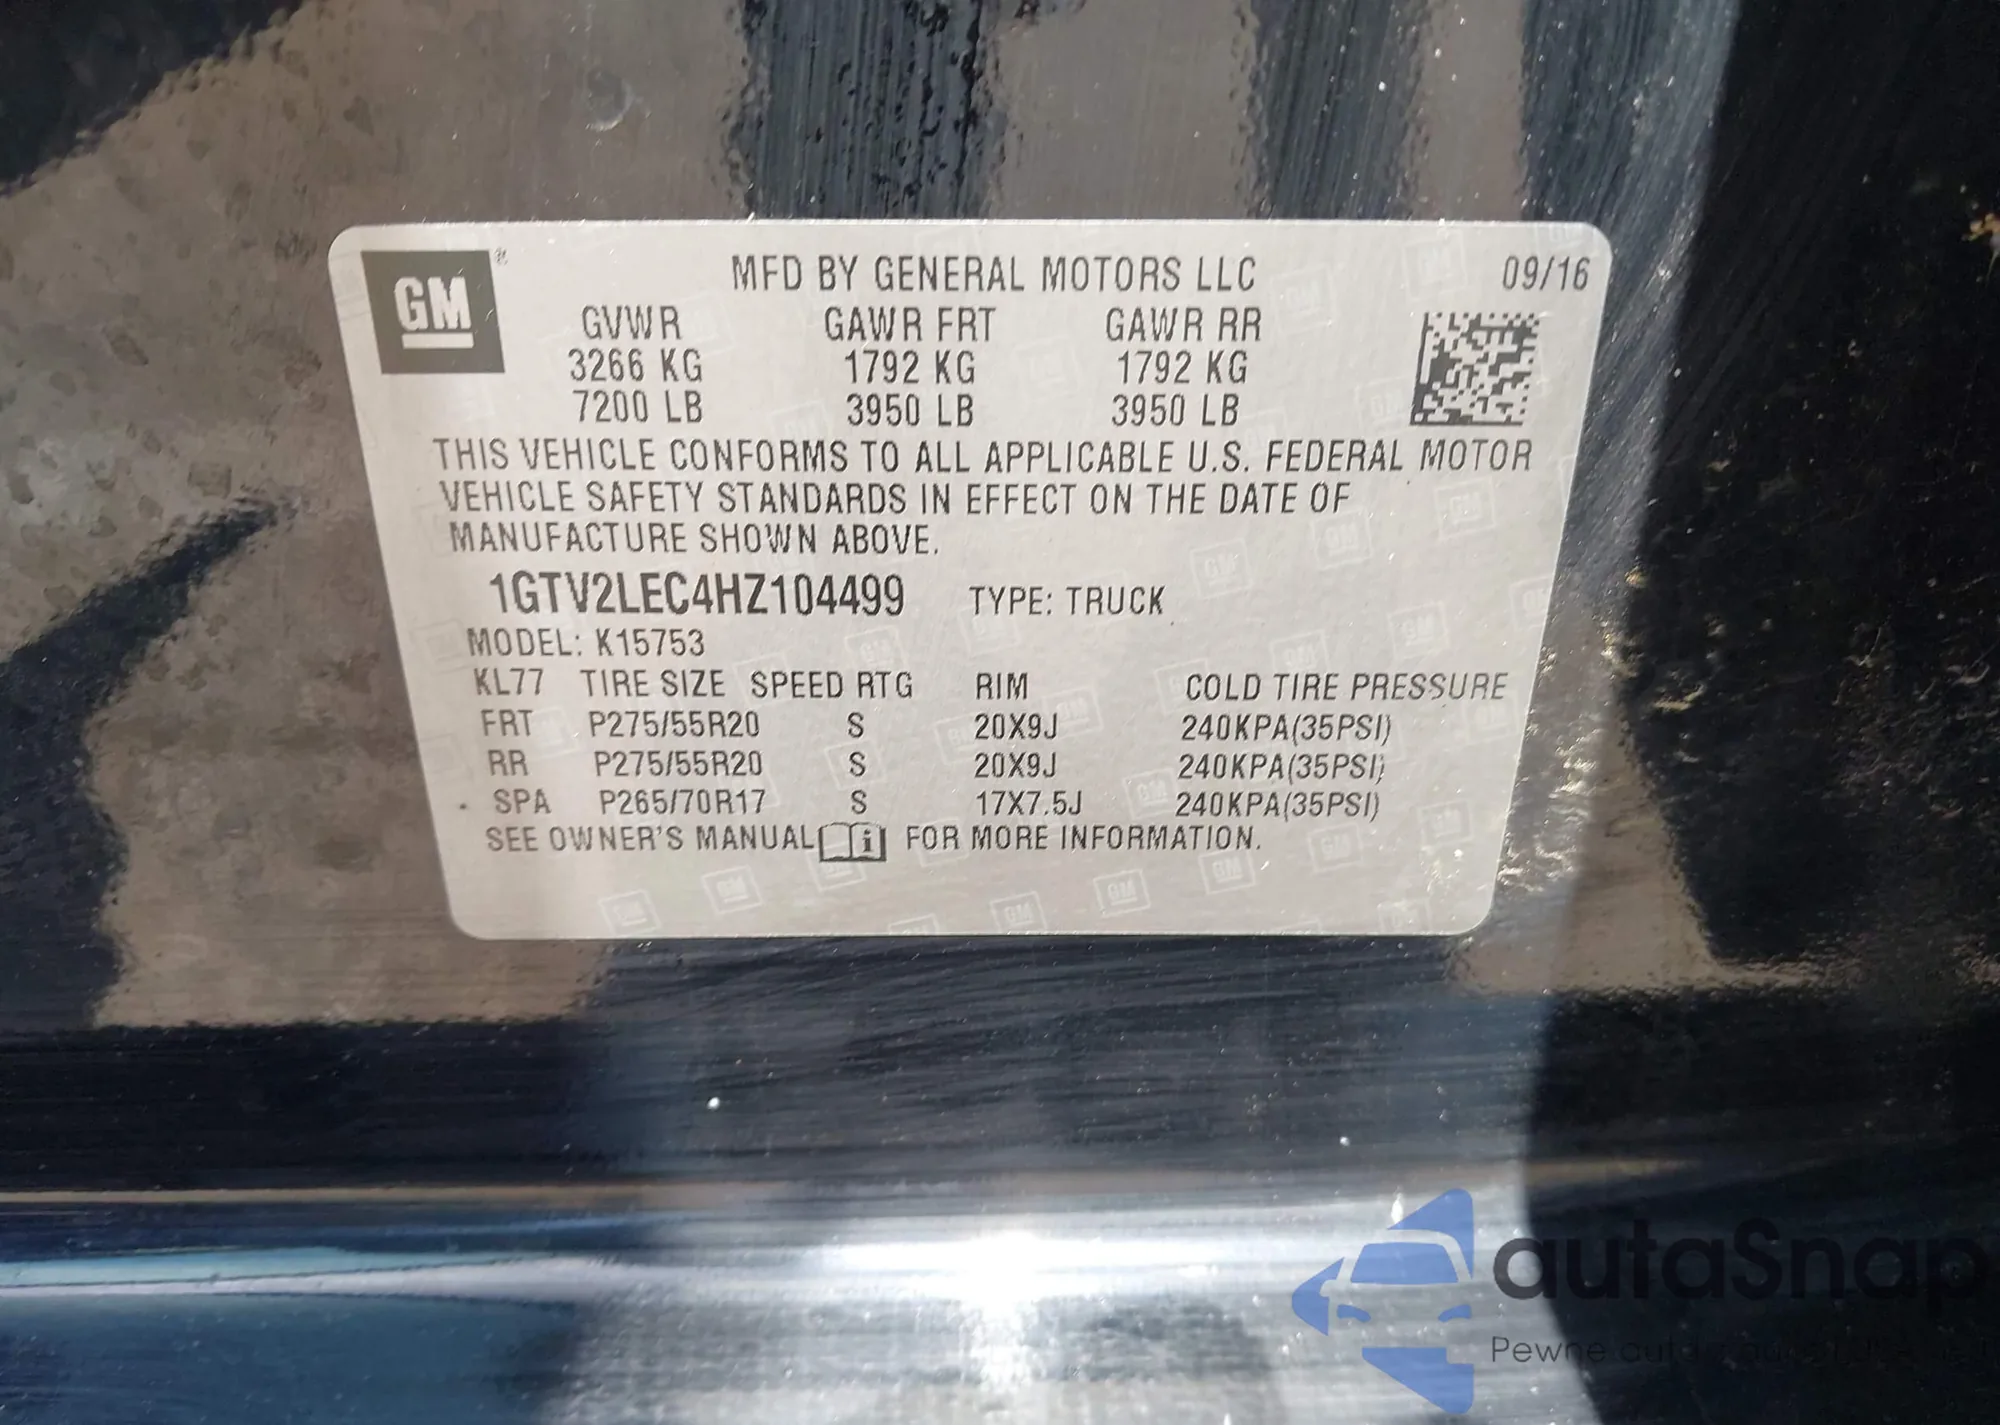 GM ®
MFD BY GENERAL MOTORS LLC 09/16
GVWR GAWR FRT GAWR RR
3266 KG 1792 KG 1792 KG
7200 LB 3950 LB 3950 LB
THIS VEHICLE CONFORMS TO ALL APPLICABLE U.S. FEDERAL MOTOR
VEHICLE SAFETY STANDARDS IN EFFECT ON THE DATE OF
MANUFACTURE SHOWN ABOVE.
1GTV2LEC4HZ104499 TYPE: TRUCK
MODEL: K15753
KL77 TIRE SIZE SPEED RTG RIM COLD TIRE PRESSURE
FRT P275/55R20 S 20X9J 240KPA(35PSI)
RR P275/55R20 S 20X9J 240KPA(35PSI)
SPA P265/70R17 S 17X7.5J 240KPA(35PSI)
SEE OWNER'S MANUAL i FOR MORE INFORMATION.
autaSnap
Pewne auta